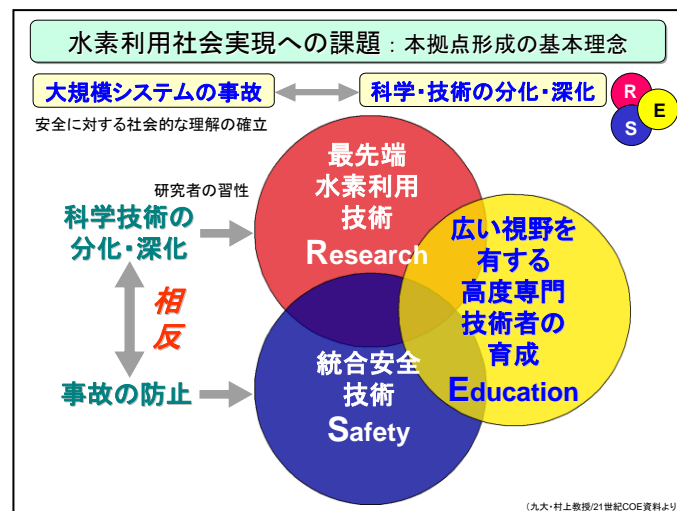 水素利用社会実現への課題：本拠点形成の基本理念
大規模システムの事故
科学・技術の分化・深化
R
E
S
安全に対する社会的な理解の確立
研究者の習性
科学技術の
分化・深化
相
反
事故の防止
最先端
水素利用
技術
Research
広い視野を
有する
高度専門
技術者の
育成
Education
統合安全
技術
Safety
（九大・村上教授/21世紀COE資料より